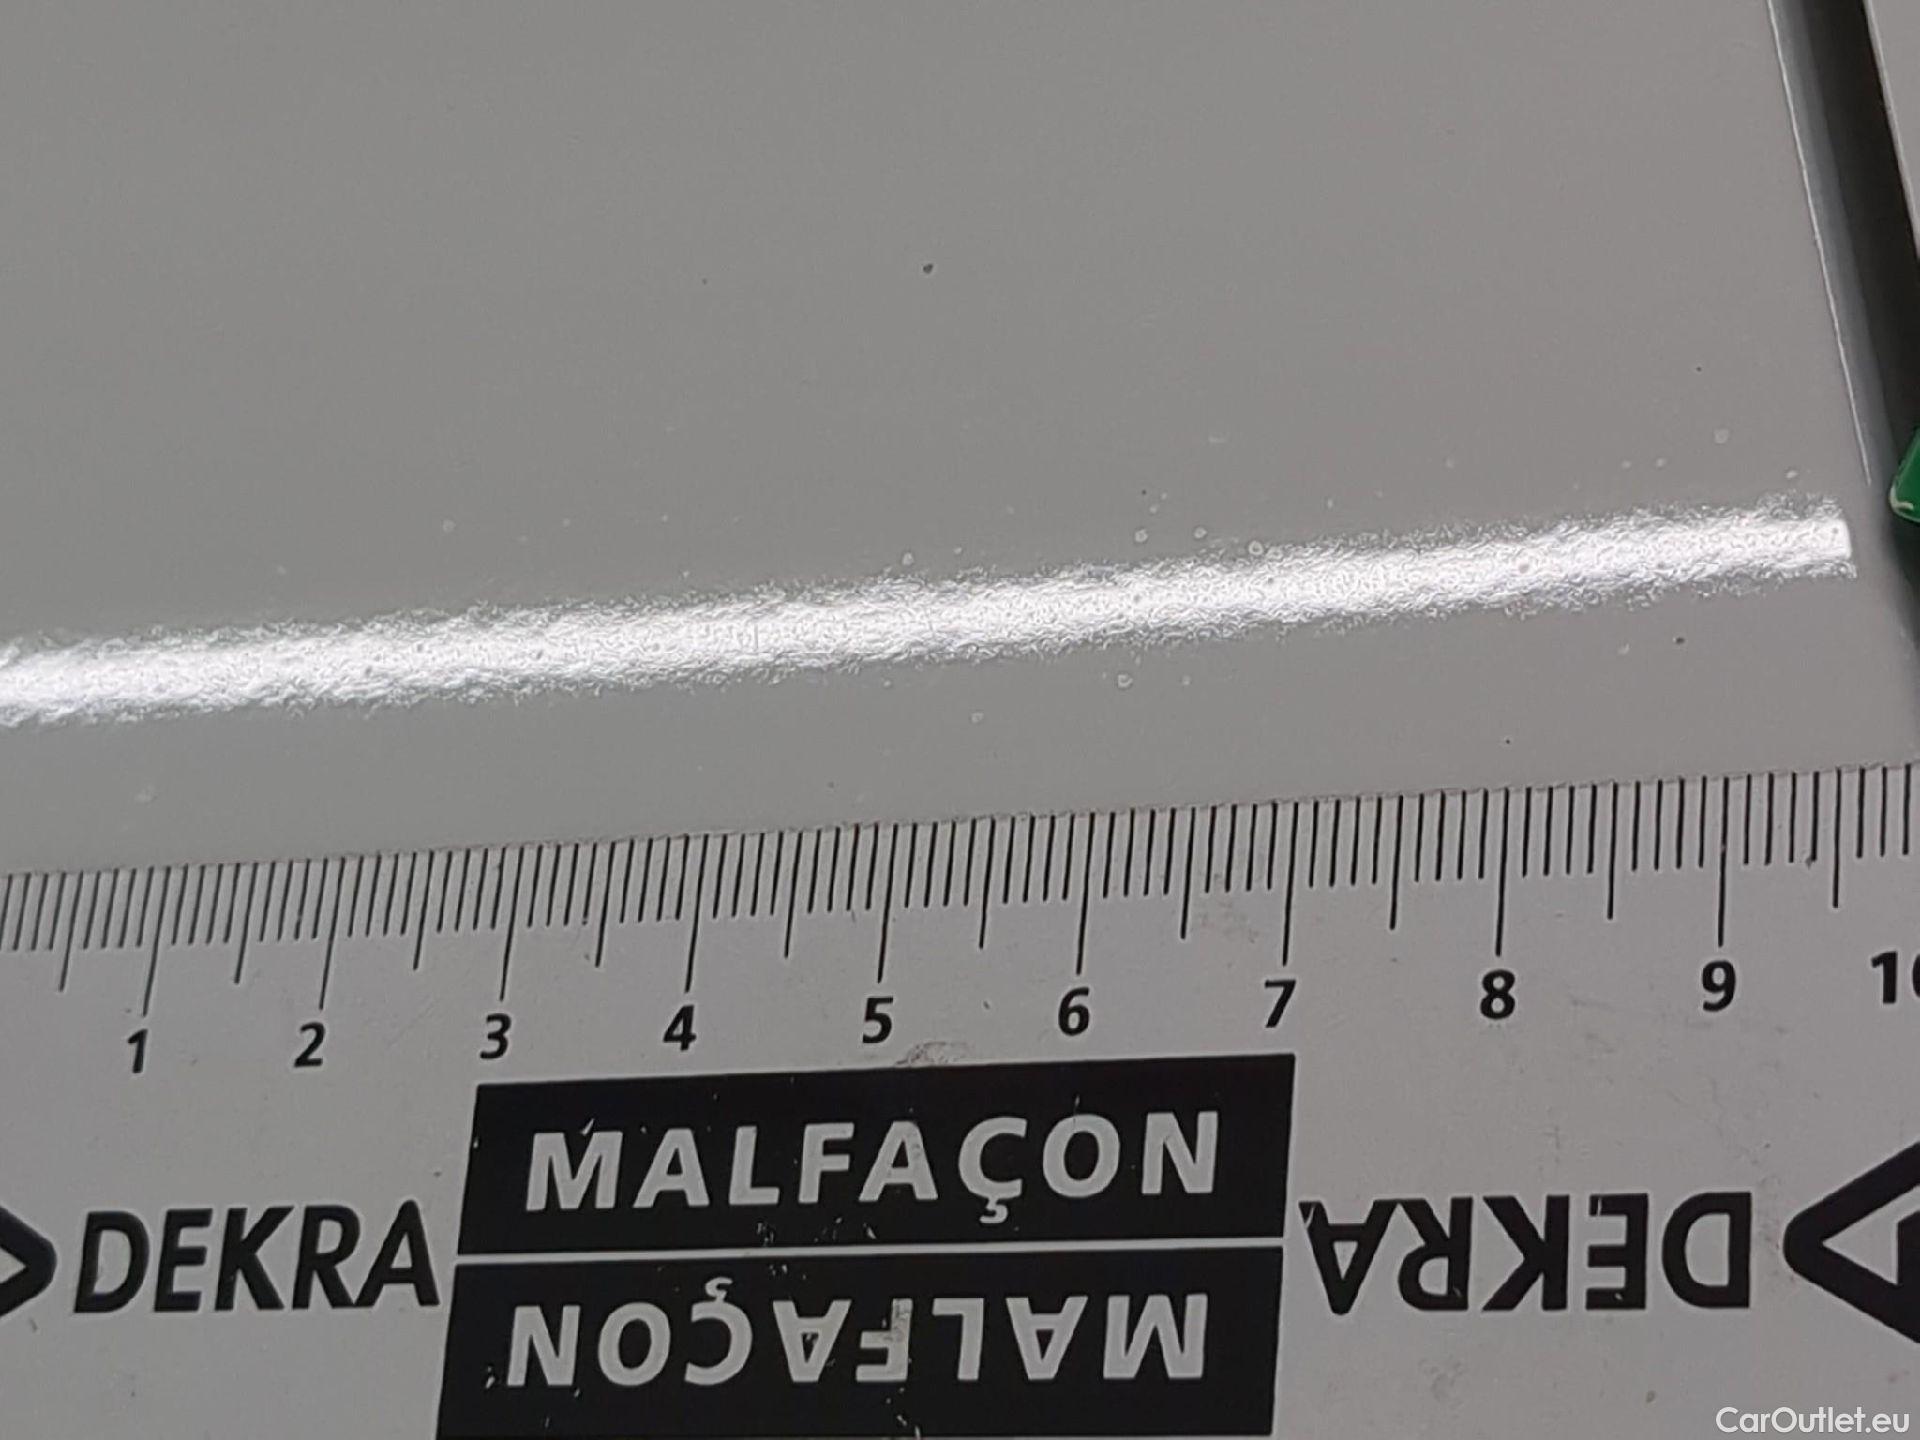 1 2 3 4 5 6 7 8 9 10
MALFAÇON
DEKRA
DEKRA
MALFAÇON
CarOutlet.eu